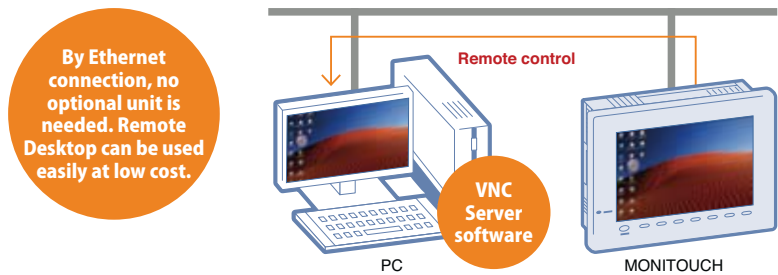 By Ethernet
connection, no
optional unit is
needed. Remote
Desktop can be used
easily at low cost.
Remote control
VNC
Server
software
PC
MONITOUCH